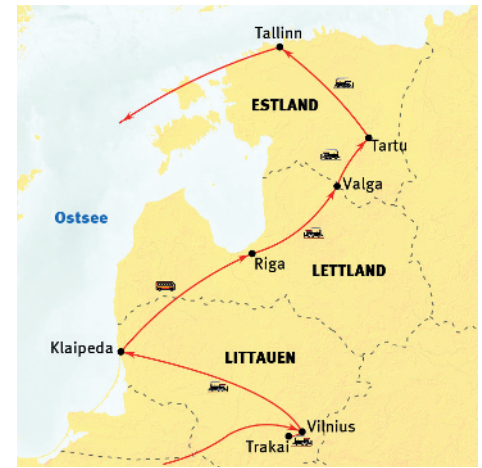 Tallinn
ESTLAND
Tartu
Valga
Ostsee
Riga
LETTLAND
Klaipeda
LITTAUEN
Vilnius
Trakai